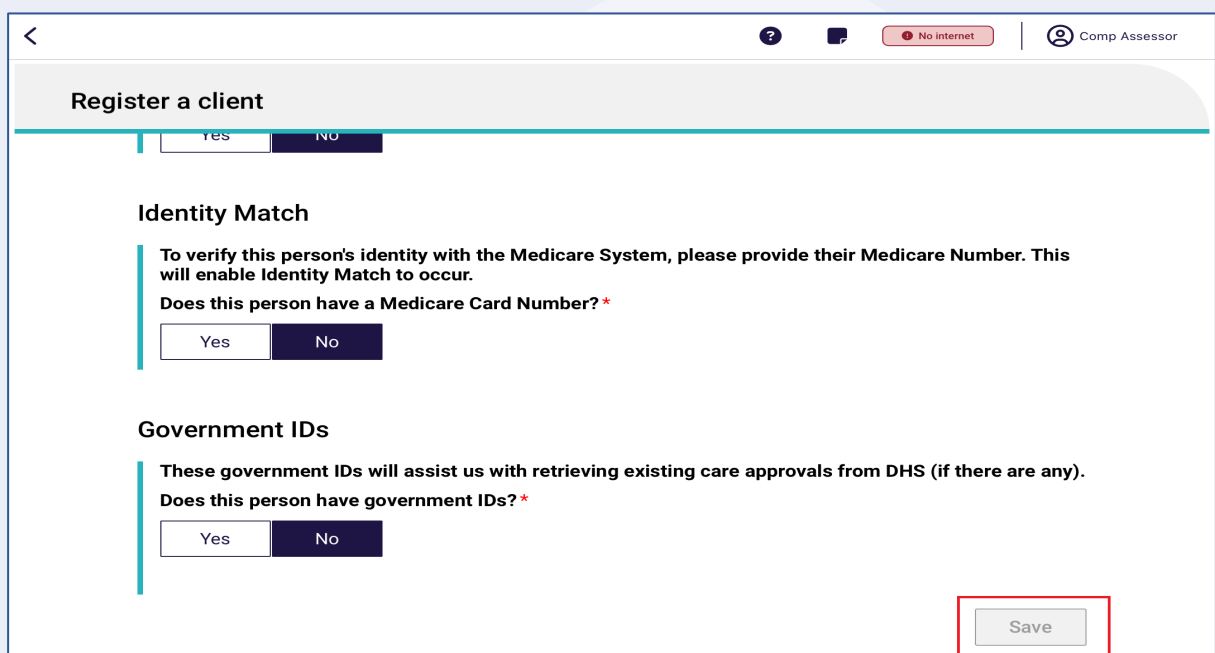 No internet
Comp Assessor
Register a client
Yes No
Identity Match
To verify this person's identity with the Medicare System, please provide their Medicare Number. This
will enable Identity Match to occur.
Does this person have a Medicare Card Number?*
Yes No
Government IDs
These government IDs will assist us with retrieving existing care approvals from DHS (if there are any).
Does this person have government IDs?*
Yes No
Save